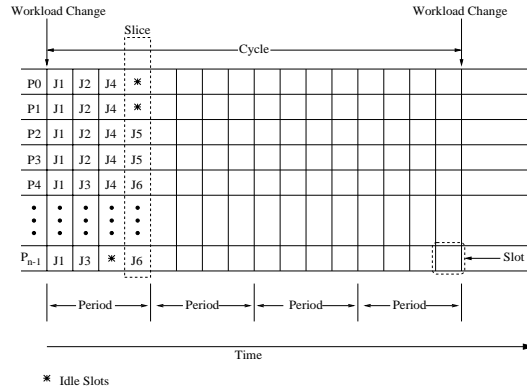 Workload Change Workload Change
Slice
Cycle
P0 J1 J2 J4 *
P1 J1 J2 J4 *
P2 J1 J2 J4 J5
P3 J1 J2 J4 J5
P4 J1 J3 J4 J6
Pn-1 J1 J3 * J6
Slot
Period Period Period Period
Time
* Idle Slots